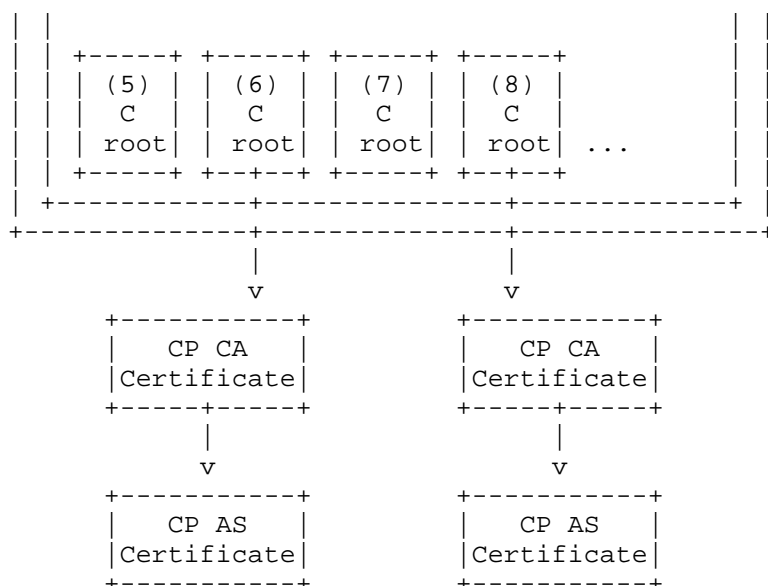 (5) (6) (7) (8)
C C C C
root root root root ...
v v
CP CA CP CA
Certificate Certificate
v v
CP AS CP AS
Certificate Certificate